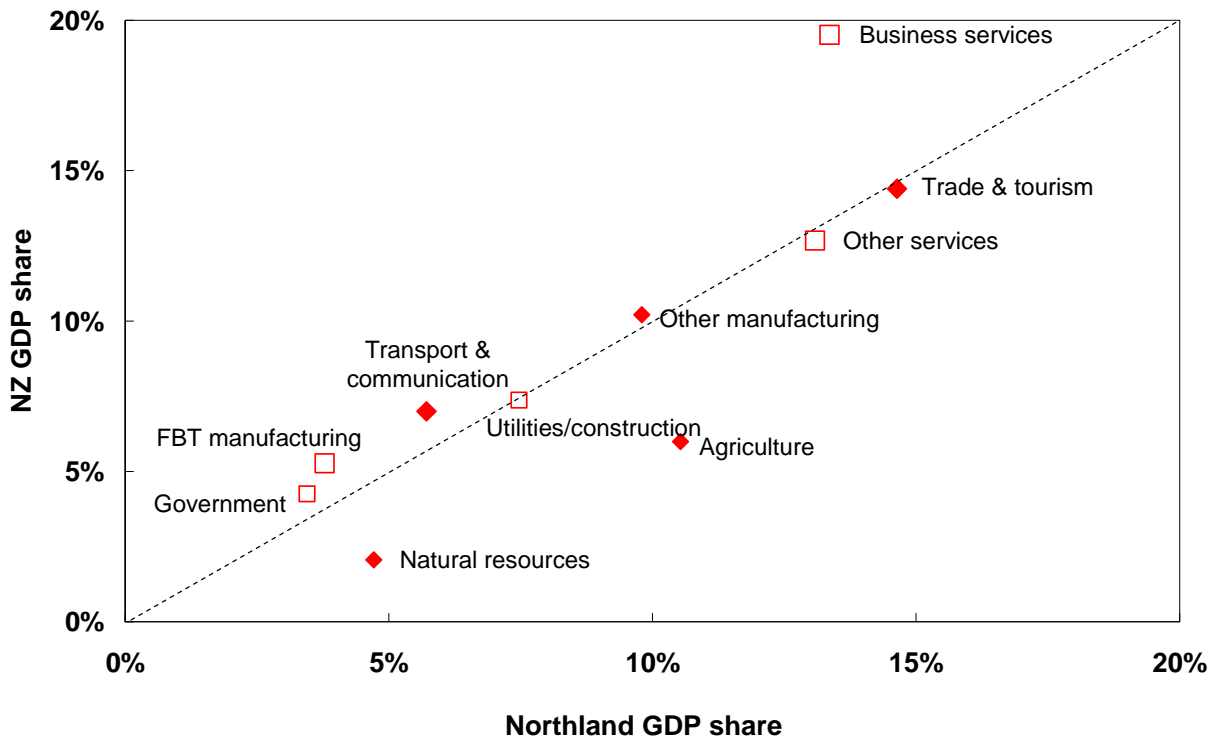 20%
Business services
15%
Trade & tourism
Other services
NZ GDP share
10%
Other manufacturing
Transport &
communication
Utilities/construction
FBT manufacturing
Agriculture
5%
Government
Natural resources
0%
0%
5%
10%
15%
20%
Northland GDP share